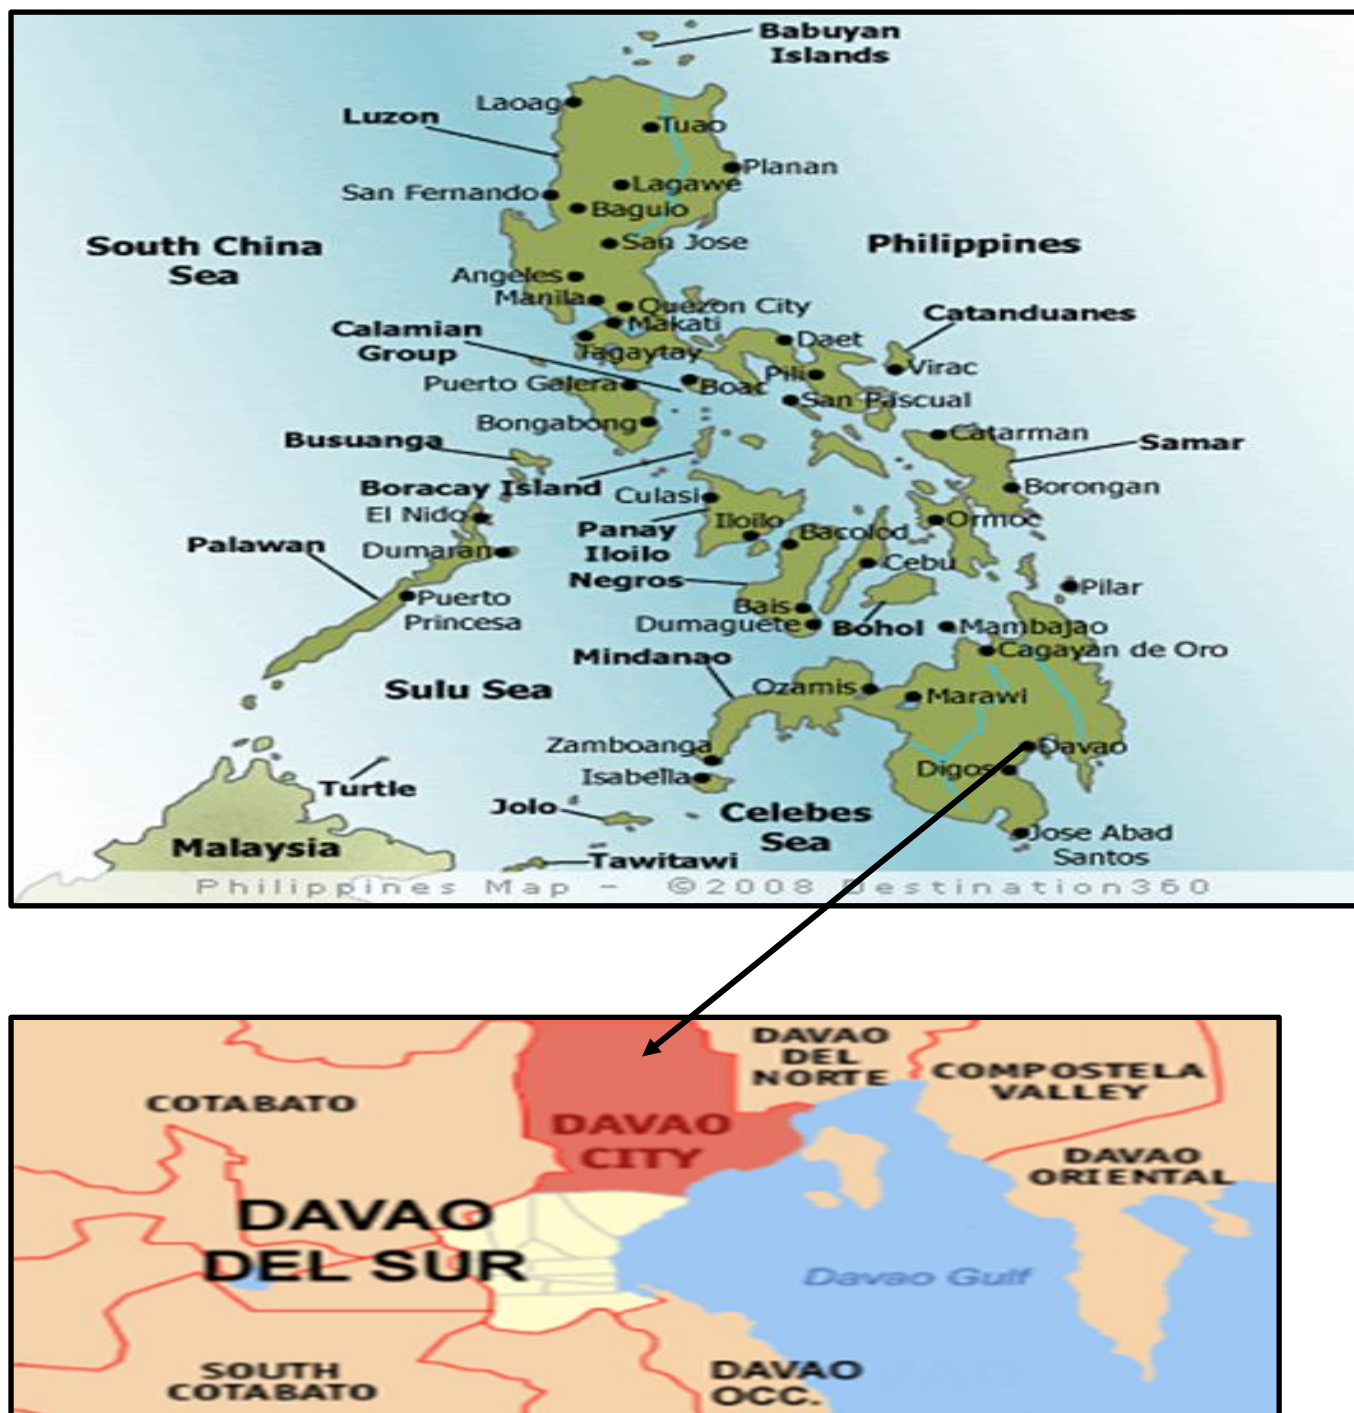 Babuyan
Islands
Laoag
Luzon
Tuao
Planan
Lagawe
San Fernando
Baguio
South China
Sea
San Jose
Philippines
Angeles
Manila
Quezon City
Catanduanes
Makati
Calamian
Group
Daet
Tagaytay
Virac
Pili
Puerto Galera
Boac
San Pascual
Bongabong
Catarman
Busuanga
Samar
Boracay Island
Culasi
Borongan
El Nido
Iloilo
Ormoc
Panay
Iloilo
Bacolod
Palawan
Dumaran
Cebu
Negros
Pilar
Puerto
Princesa
Bais
Dumaguete
Bohol
Mambajao
Cagayan de Oro
Mindanao
Sulu Sea
Ozamis
Marawi
Zamboanga
Davao
Isabella
Digos
Turtle
Jolo
Celebes
Sea
Jose Abad
Santos
Malaysia
Tawitawi
Philippines Map - ©2008 Destination360
DAVAO
DEL
NORTE
COMPOSTELA
VALLEY
COTABATO
DAVAO
CITY
DAVAO
ORIENTAL
DAVAO
DEL SUR
Davao Gulf
SOUTH
COTABATO
DAVAO
OCC.